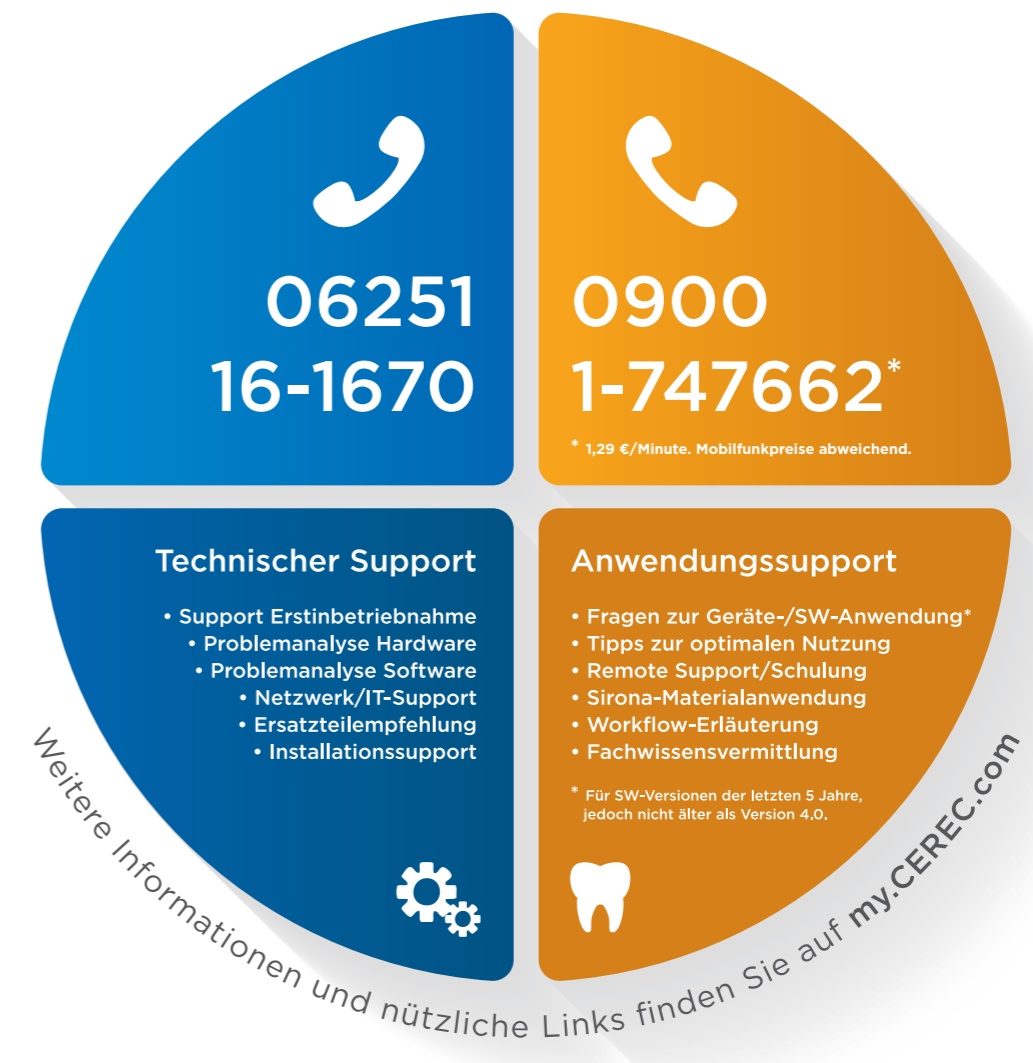 06251
16-1670
0900
1-747662*
* 1,29 €/Minute. Mobilfunkpreise abweichend.
Technischer Support
• Support Erstinbetriebnahme
• Problemanalyse Hardware
• Problemanalyse Software
• Netzwerk/IT-Support
• Ersatzteilempfehlung
• Installationssupport
Anwendungssupport
• Fragen zur Geräte-/SW-Anwendung*
• Tipps zur optimalen Nutzung
• Remote Support/Schulung
• Sirona-Materialanwendung
• Workflow-Erläuterung
• Fachwissensvermittlung
* Für SW-Versionen der letzten 5 Jahre,
jedoch nicht älter als Version 4.0.
Weitere Informationen und nützliche Links finden Sie auf my.CEREC.com